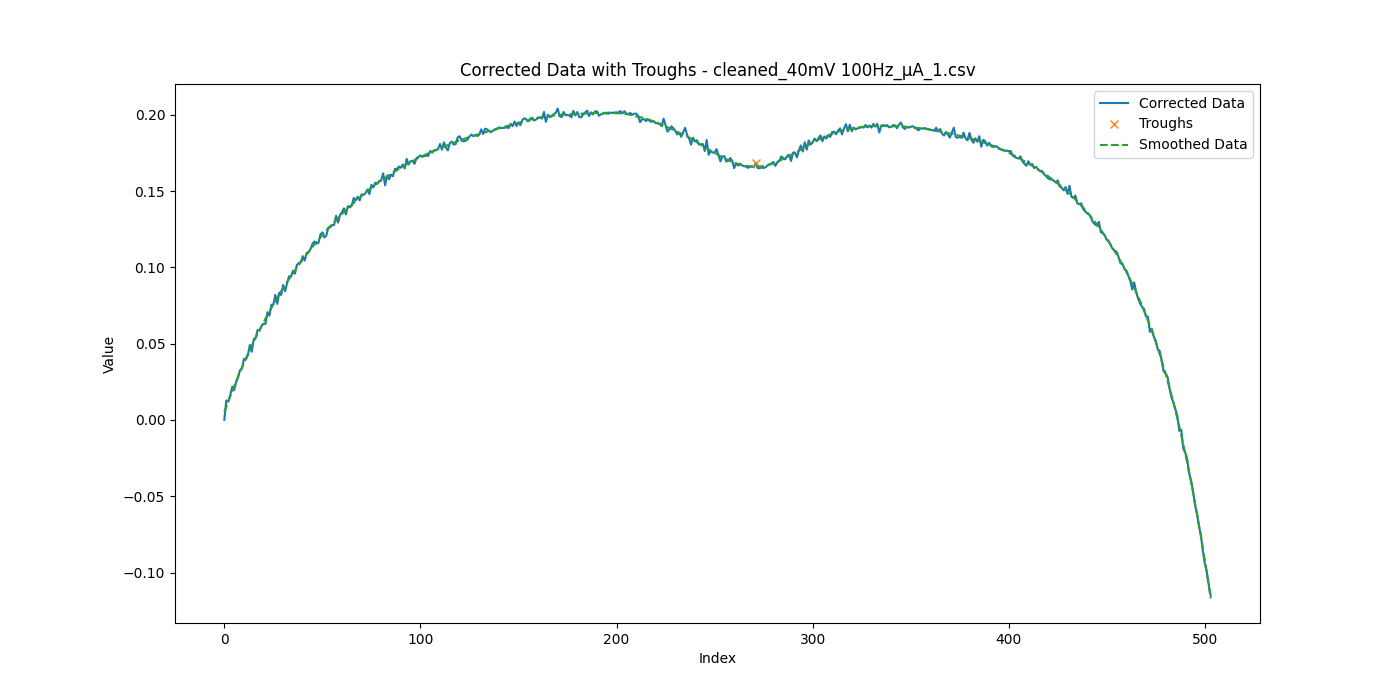 Corrected Data with Troughs - cleaned_40mV 100Hz_μA_1.csv
Corrected Data
Troughs
Smoothed Data
Value
0.20
0.15
0.10
0.05
0.00
−0.05
−0.10
0
100
200
300
400
500
Index